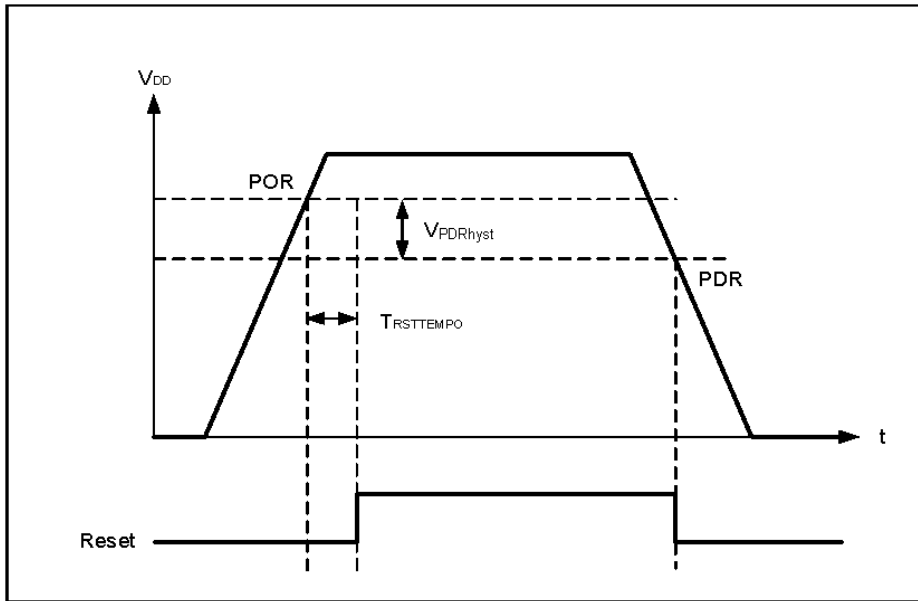 VDD
POR
VPDRhyst
PDR
TRSTTEMPO
t
Reset